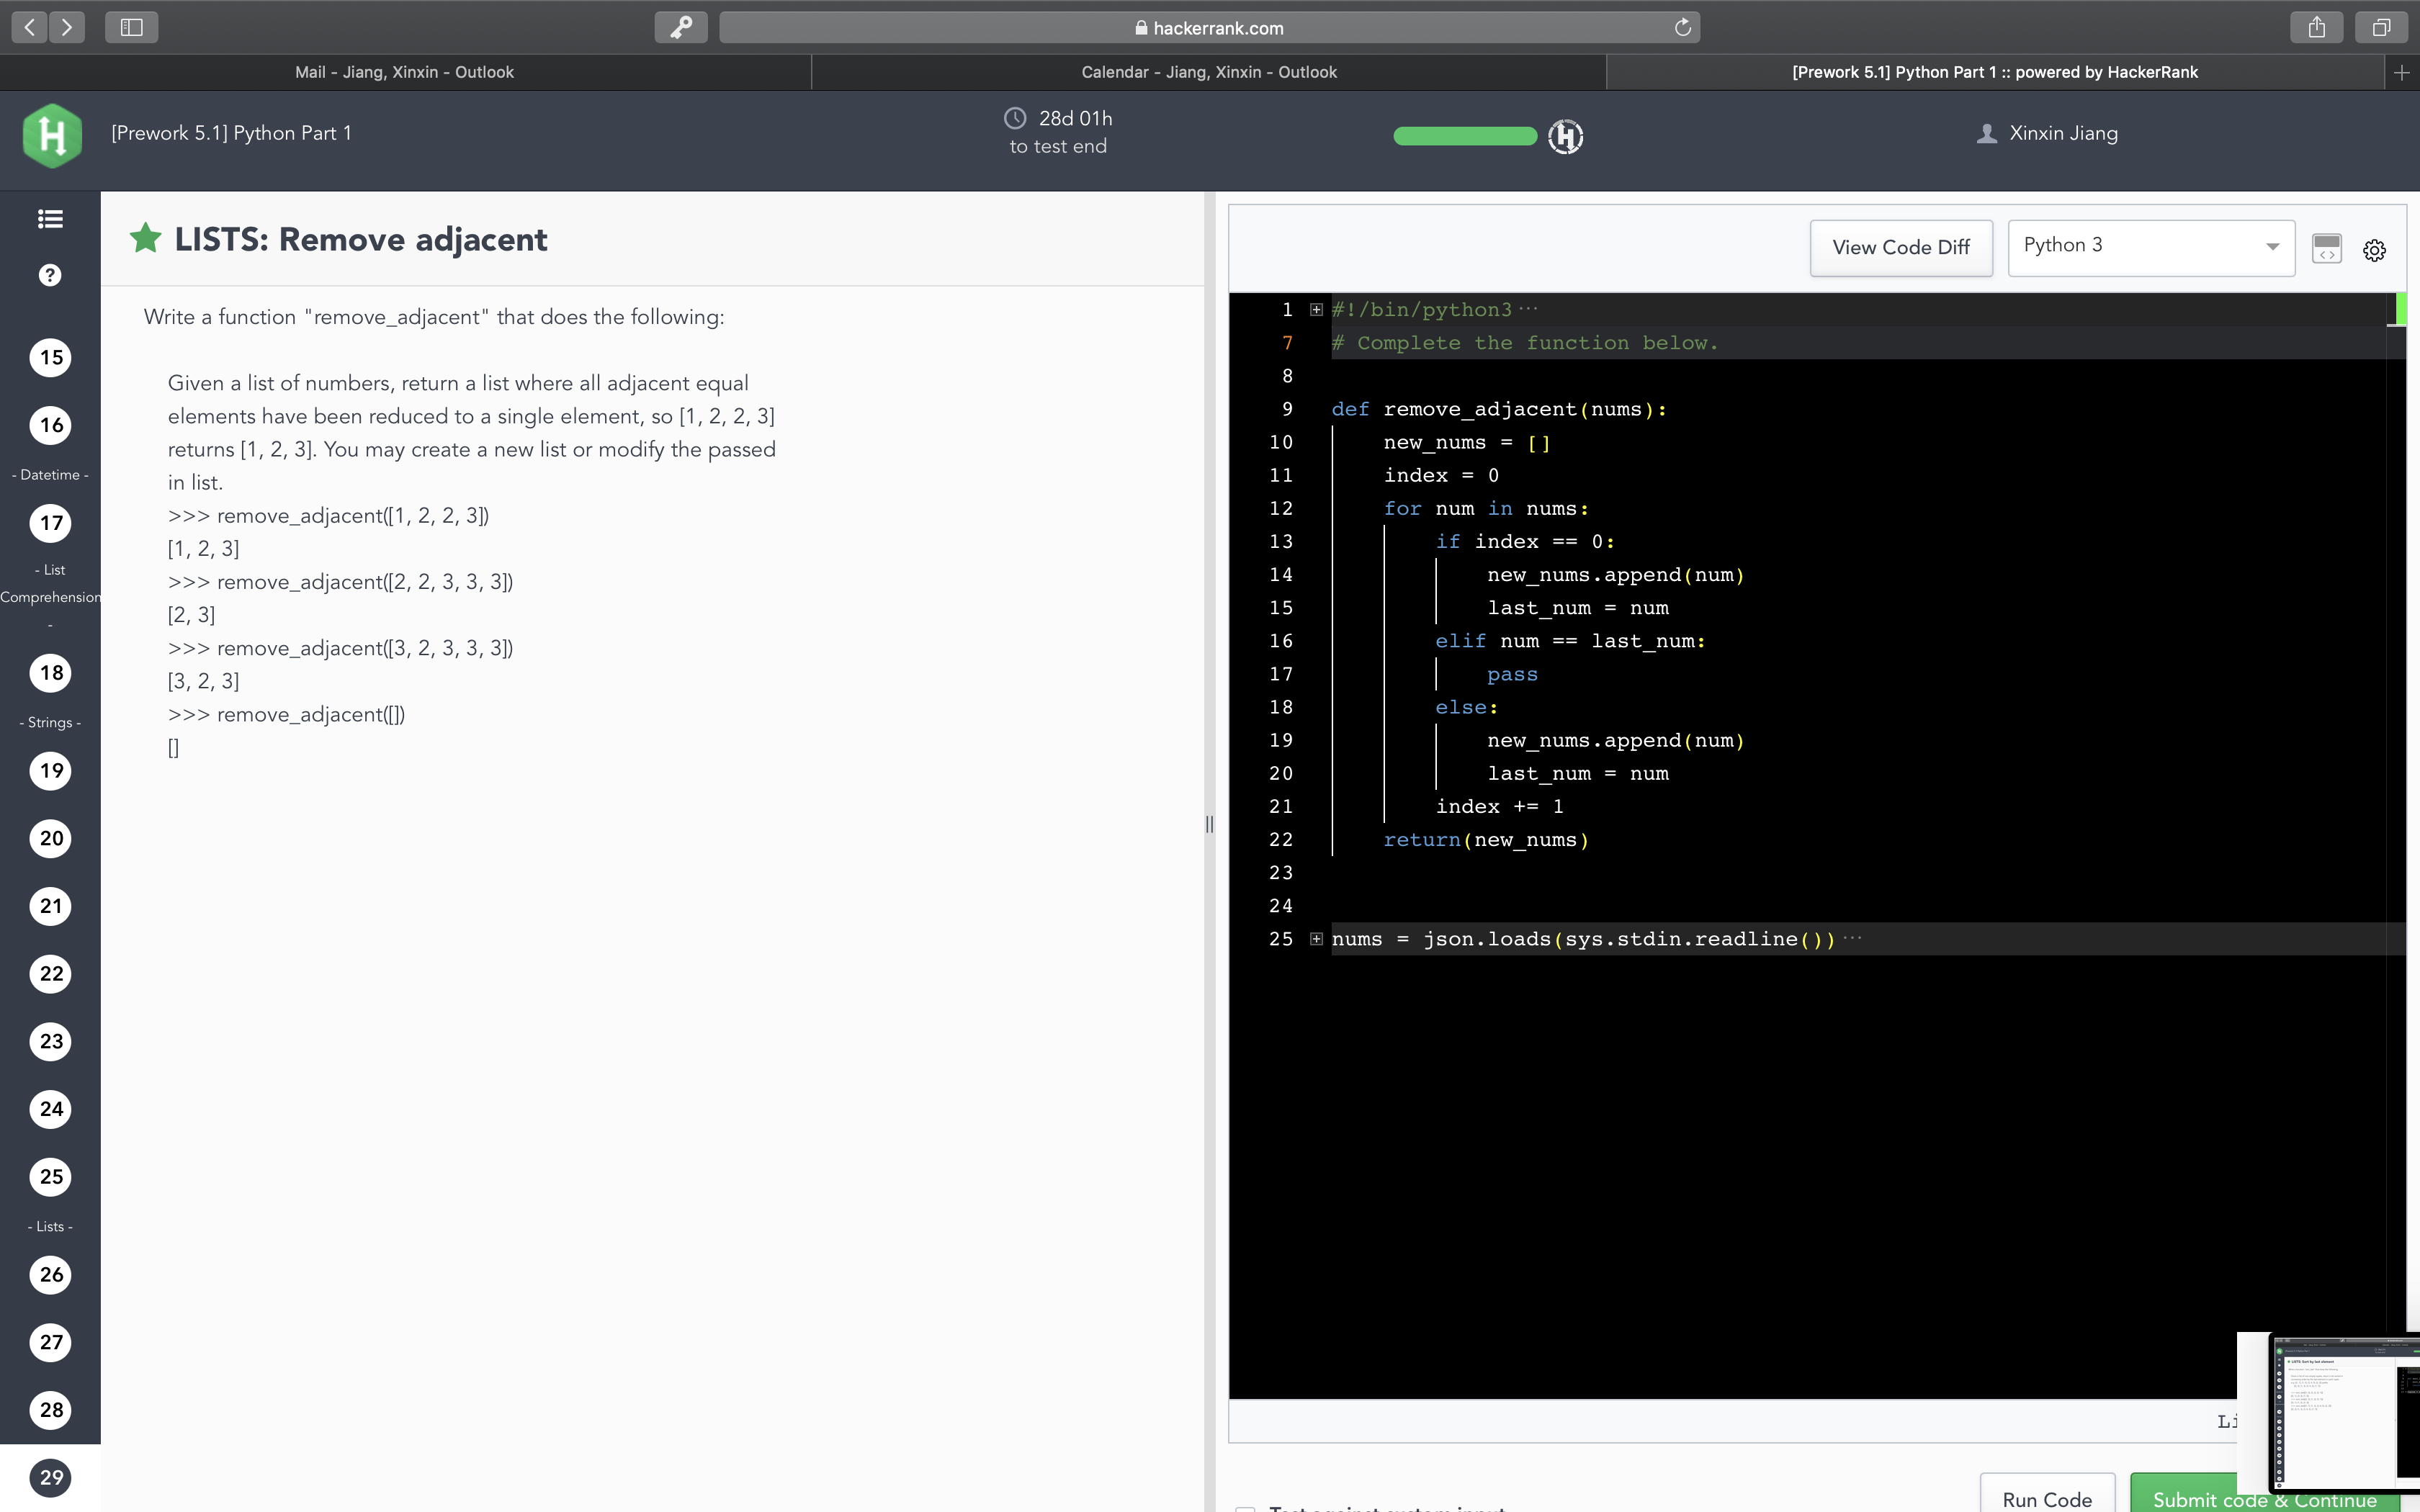 hackerrank.com
Mail - Jiang, Xinxin - Outlook
Calendar - Jiang, Xinxin - Outlook
[Prework 5.1] Python Part 1 :: powered by HackerRank
[Prework 5.1] Python Part 1
28d 01h
to test end
Xinxin Jiang
15
16
- Datetime -
17
- List
Comprehension
-
18
- Strings -
19
20
21
22
23
24
25
- Lists -
26
27
28
29
LISTS: Remove adjacent
Write a function "remove_adjacent" that does the following:
Given a list of numbers, return a list where all adjacent equal
elements have been reduced to a single element, so [1, 2, 2, 3]
returns [1, 2, 3]. You may create a new list or modify the passed
in list.
>>> remove_adjacent([1, 2, 2, 3])
[1, 2, 3]
>>> remove_adjacent([2, 2, 3, 3, 3])
[2, 3]
>>> remove_adjacent([3, 2, 3, 3, 3])
[3, 2, 3]
>>> remove_adjacent([])
[]
View Code Diff
Python 3
1 #!/bin/python3 ···
7 # Complete the function below.
8
9 def remove_adjacent(nums):
10 new_nums = []
11 index = 0
12 for num in nums:
13 if index == 0:
14 new_nums.append(num)
15 last_num = num
16 elif num == last_num:
17 pass
18 else:
19 new_nums.append(num)
20 last_num = num
21 index += 1
22 return(new_nums)
23
24
25 nums = json.loads(sys.stdin.readline()) ···
Run Code
Submit code & Continue